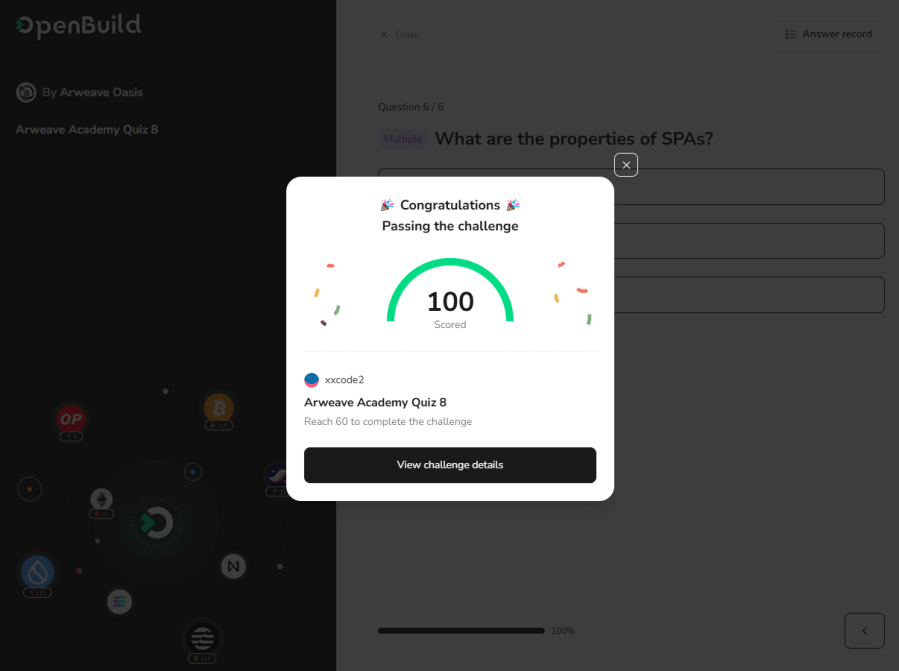 OpenBuild
By Arweave Oasis
Arweave Academy Quiz 8
Close
Answer record
Question 6 / 6
Multiple What are the properties of SPAs?
🎉 Congratulations 🎉
Passing the challenge
100
Scored
xxcode2
Arweave Academy Quiz 8
Reach 60 to complete the challenge
View challenge details
OP
100%